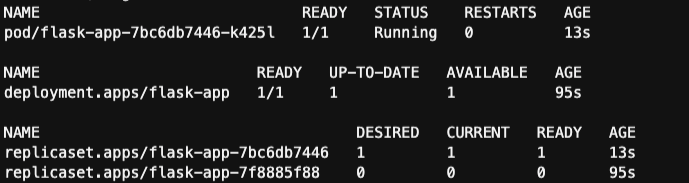 NAME READY STATUS RESTARTS AGE
pod/flask-app-7bc6db7446-k425l 1/1 Running 0 13s
NAME READY UP-TO-DATE AVAILABLE AGE
deployment.apps/flask-app 1/1 1 1 95s
NAME DESIRED CURRENT READY AGE
replicaset.apps/flask-app-7bc6db7446 1 1 1 13s
replicaset.apps/flask-app-7f8885f88 0 0 0 95s